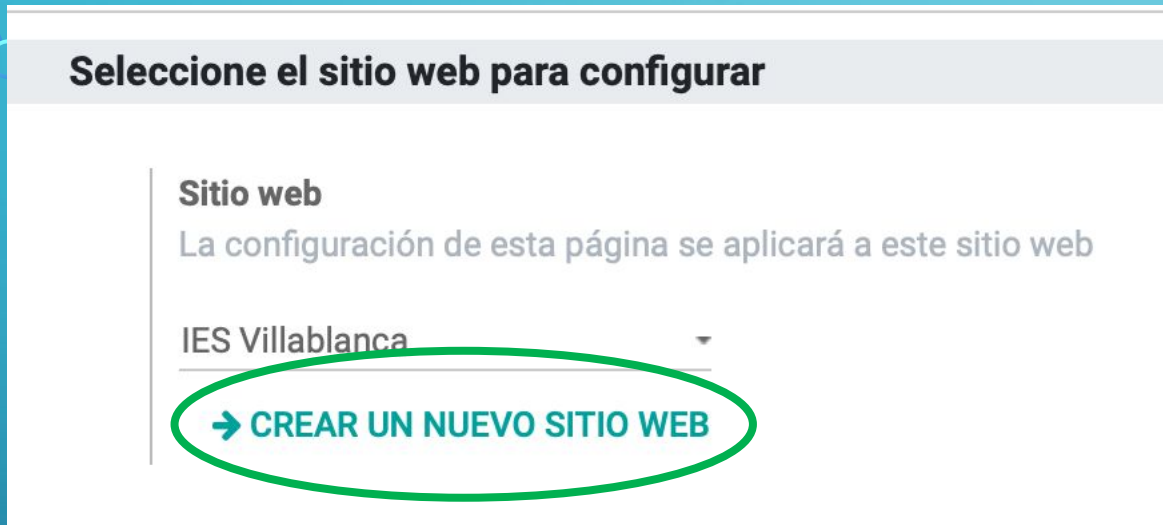 Seleccione el sitio web para configurar
Sitio web
La configuración de esta página se aplicará a este sitio web
IES Villablanca
→ CREAR UN NUEVO SITIO WEB